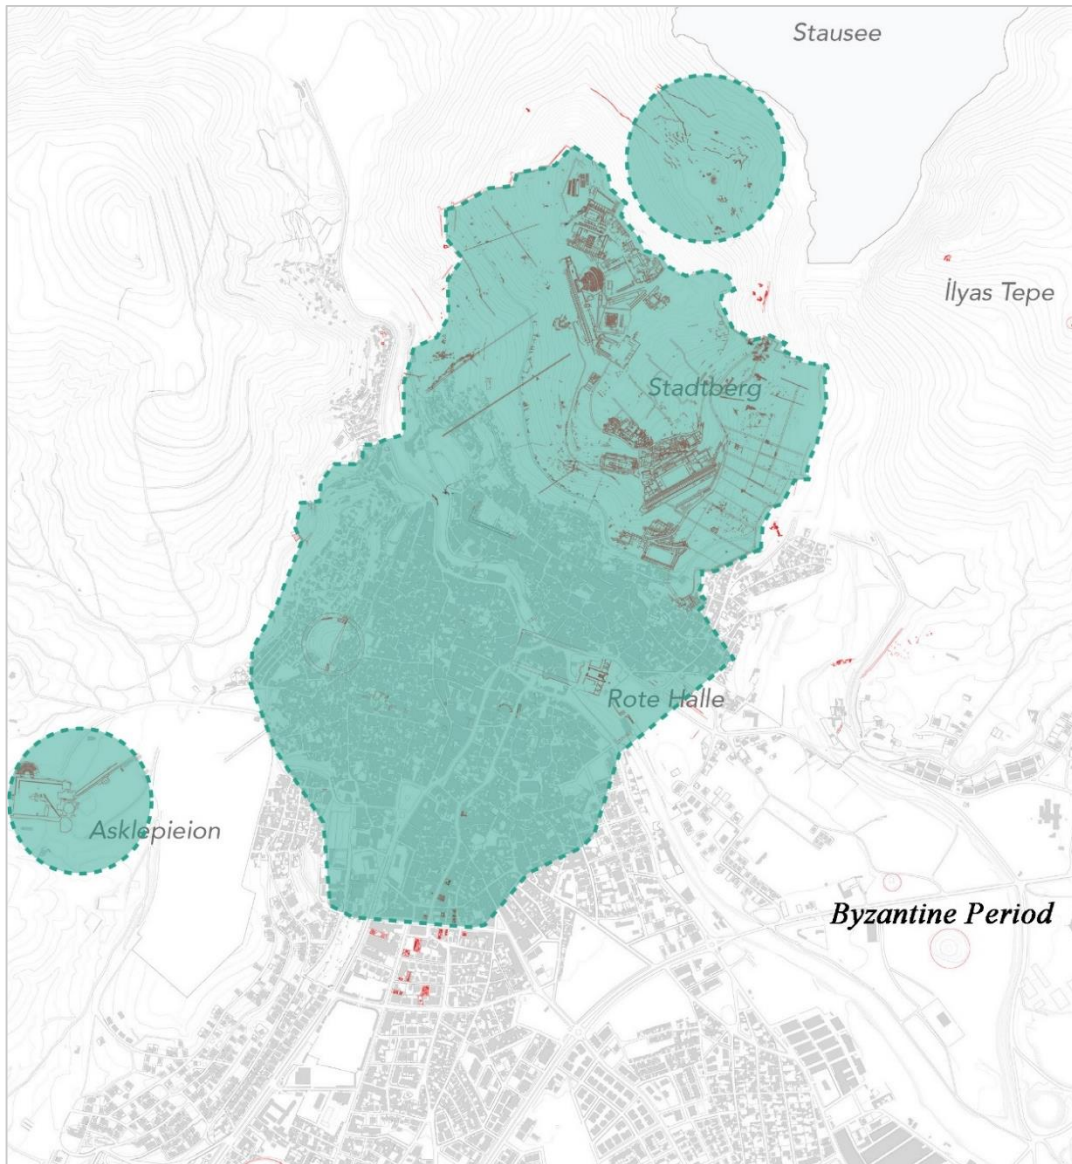 Stausee
İlyas Tepe
Stadtberg
Rote Halle
Asklepieion
Byzantine Period